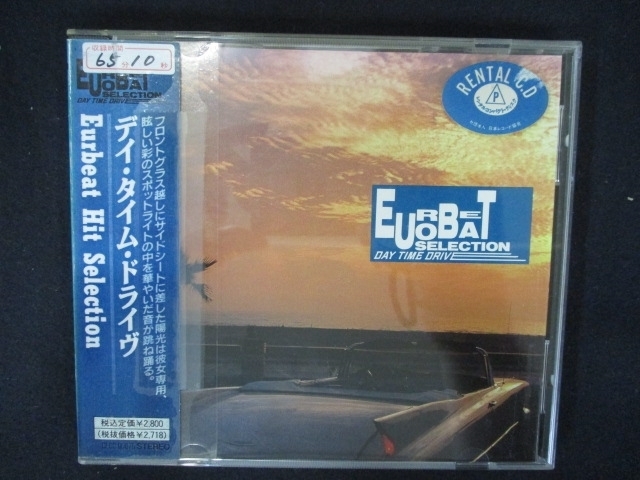 収録時間
65分10秒
EUROBEAT
SELECTION
DAY TIME DRIVE
デイ・タイム・ドライヴ
Eurbeat Hit Selection
フロントグラス越しにサイドシートに差した陽光は彼女専用、
眩しい彩のスポットライトの中を華やいだ音が跳ね踊る。
税込定価¥2,800
(税抜価格¥2,718)
STEREO
RENTAL CD
P
EUROBEAT
SELECTION
DAY TIME DRIVE